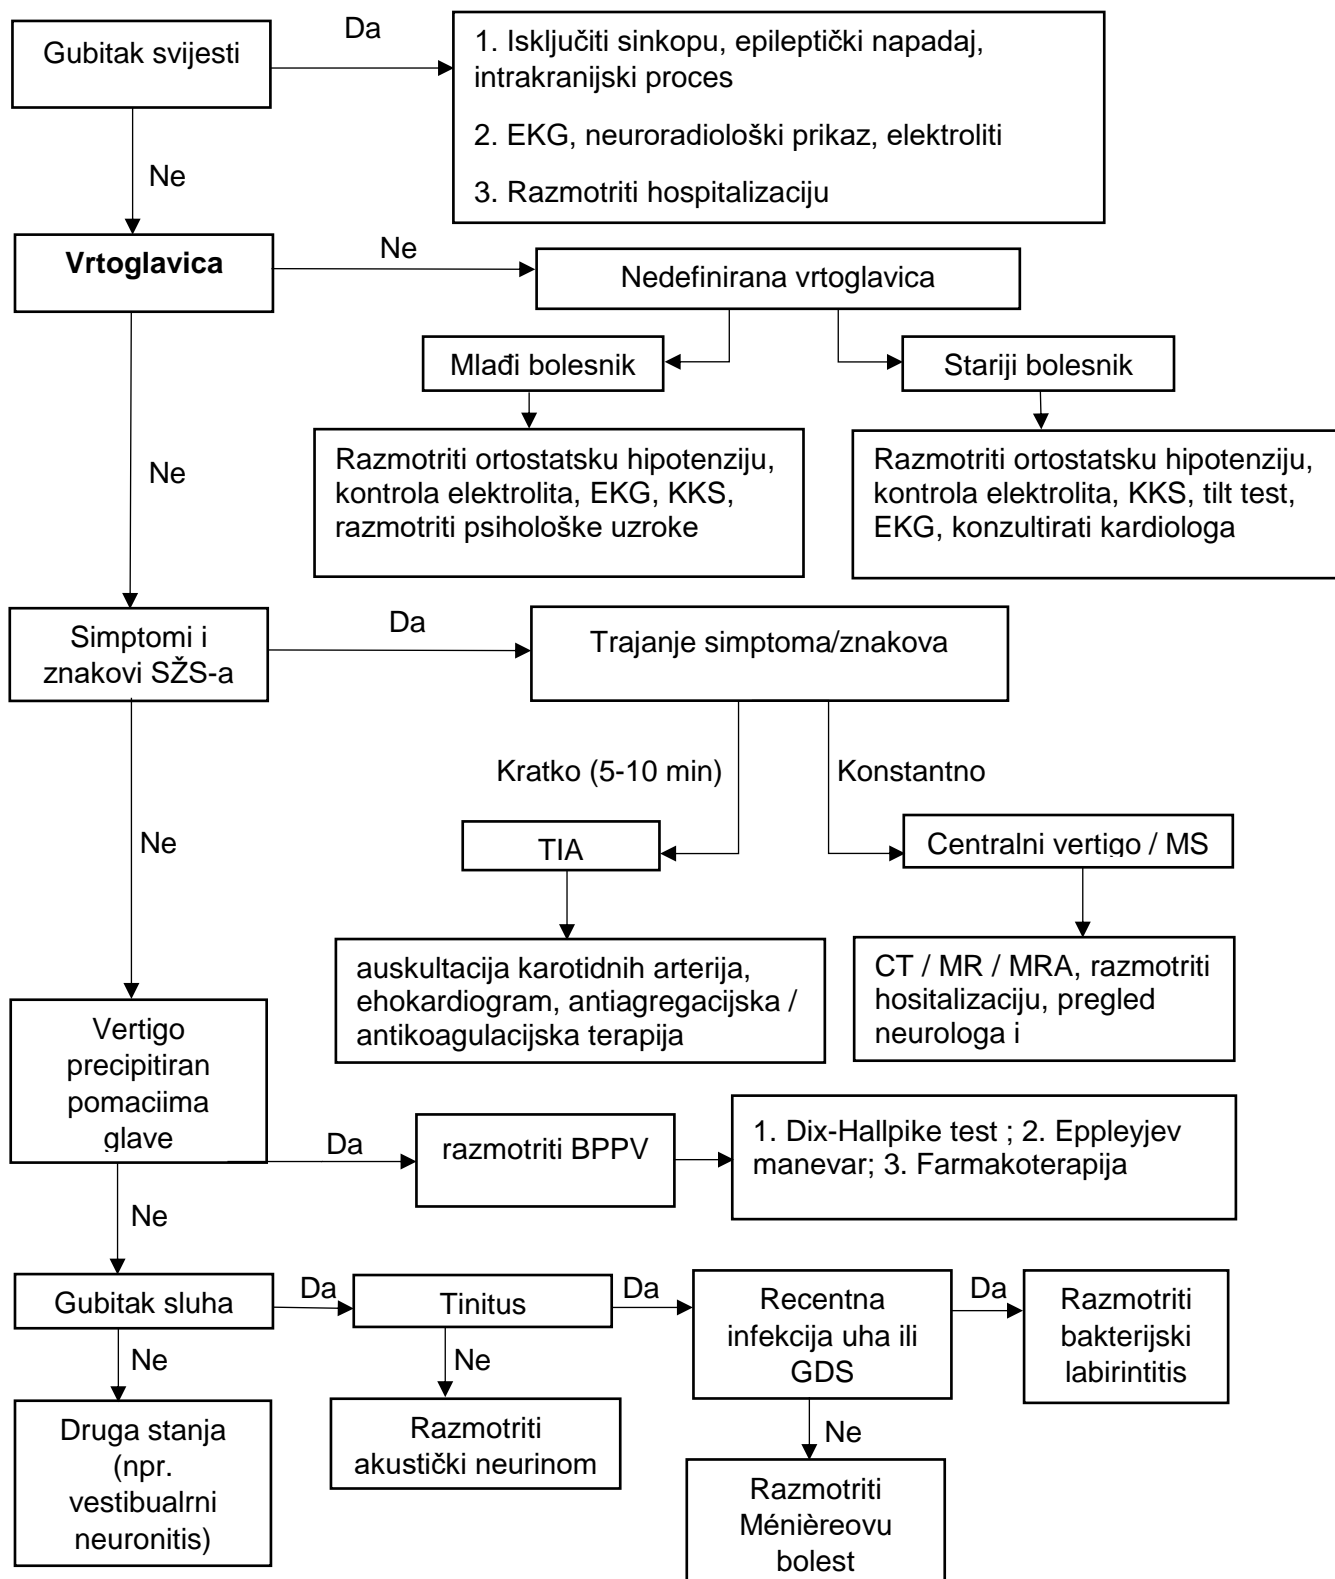 Gubitak svijesti
Da
1. Isključiti sinkopu, epileptički napadaj,
intrakranijski proces
2. EKG, neuroradiološki prikaz, elektroliti
3. Razmotriti hospitalizaciju
Ne
Vrtoglavica
Ne
Nedefinirana vrtoglavica
Mlađi bolesnik
Stariji bolesnik
Razmotriti ortostatsku hipotenziju,
kontrola elektrolita, EKG, KKS,
razmotriti psihološke uzroke
Razmotriti ortostatsku hipotenziju,
kontrola elektrolita, KKS, tilt test,
EKG, konzultirati kardiologa
Ne
Simptomi i
znakovi SŽS-a
Da
Trajanje simptoma/znakova
Kratko (5-10 min)
Konstantno
TIA
Centralni vertigo / MS
auskultacija karotidnih arterija,
ehokardiogram, antiagregacijska /
antikoagulacijska terapija
CT / MR / MRA, razmotriti
hositalizaciju, pregled
neurologa i
Ne
Vertigo
precipitiran
pomaciima
glave
Da
razmotriti BPPV
1. Dix-Hallpike test ; 2. Eppleyjev
manevar; 3. Farmakoterapija
Ne
Gubitak sluha
Da
Tinitus
Da
Recentna
infekcija uha ili
GDS
Da
Razmotriti
bakterijski
labirintitis
Ne
Druga stanja
(npr.
vestibualrni
neuronitis)
Ne
Razmotriti
akustički neurinom
Ne
Razmotriti
Ménièreovu
bolest